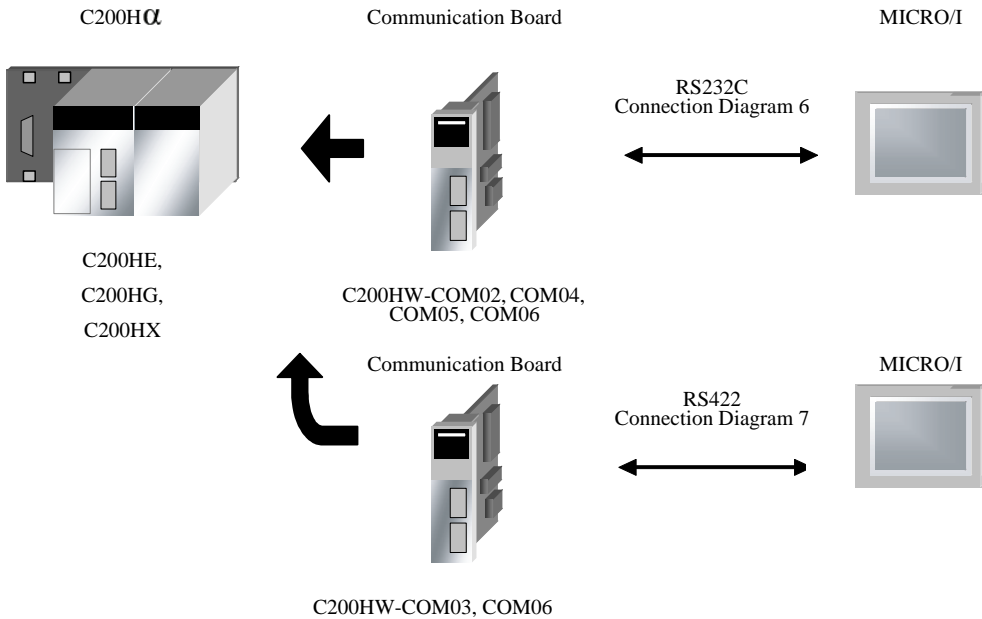 C200Hα
Communication Board
MICRO/I
RS232C
Connection Diagram 6
C200HE,
C200HG,
C200HX
C200HW-COM02, COM04,
COM05, COM06
Communication Board
MICRO/I
RS422
Connection Diagram 7
C200HW-COM03, COM06